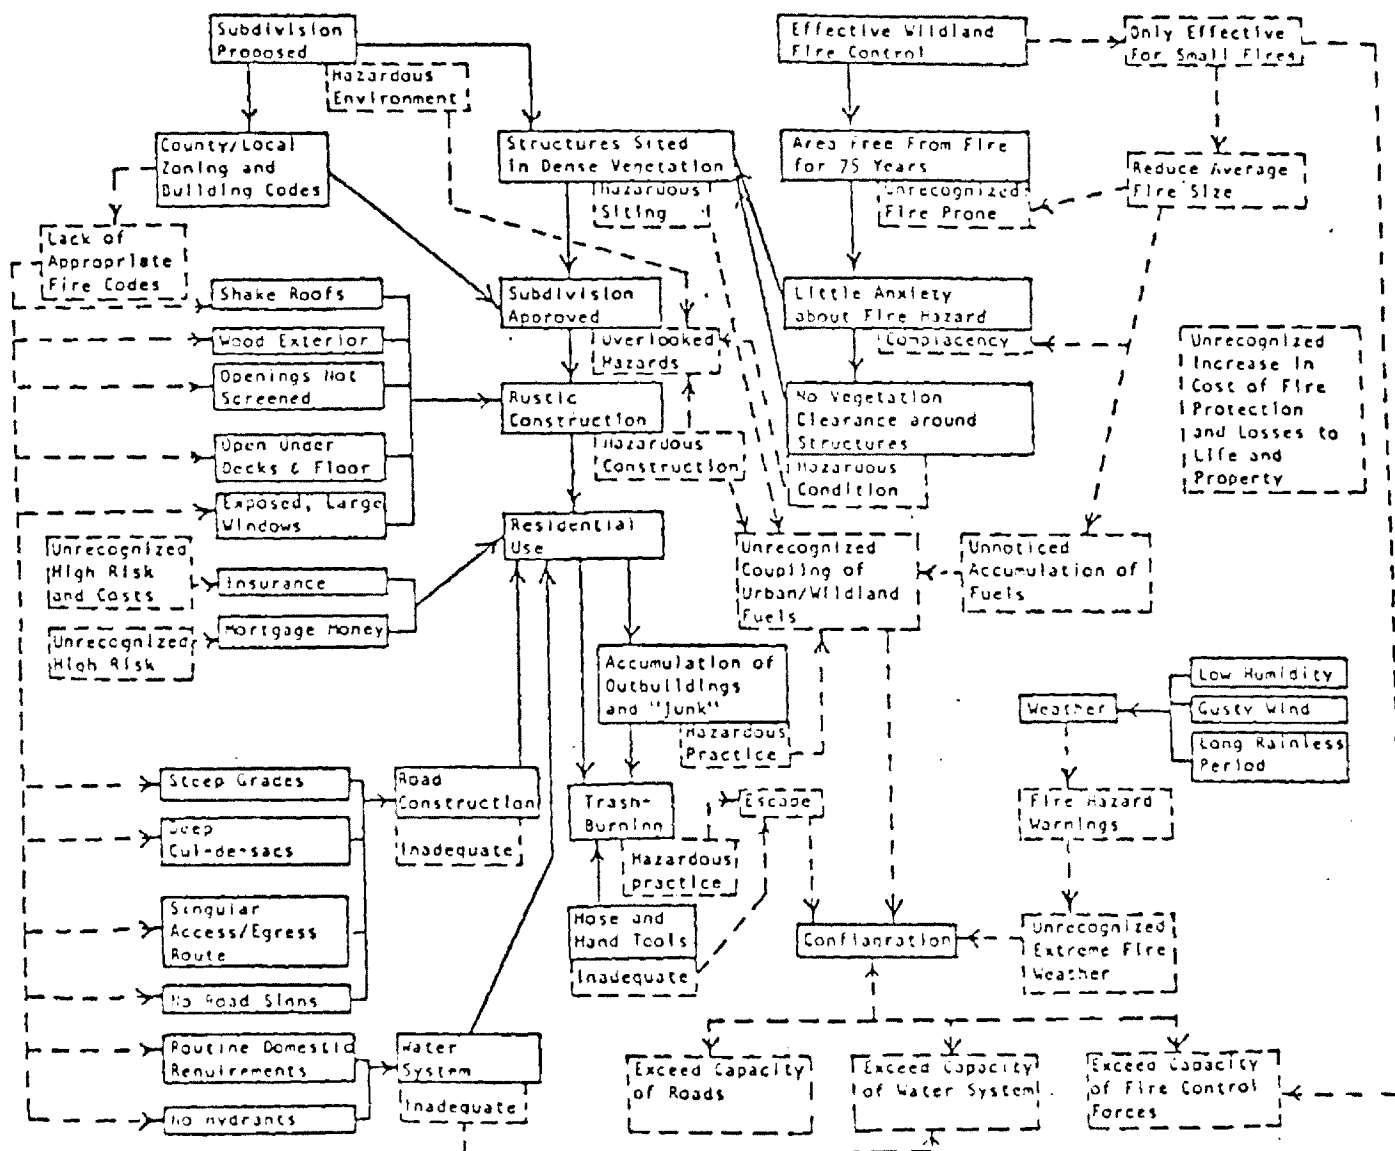 Subdivision
Proposed
Hazardous
Environment
Effective Wildland
Fire Control
Only Effective
For Small Fires
County/Local
Zoning and
Building Codes
Structures Sited
in Dense Vegetation
Hazardous
Siting
Area Free From Fire
for 75 Years
Unrecognized
Fire Prone
Reduce Average
Fire Size
Lack of
Appropriate
Fire Codes
Shake Roofs
Wood Exterior
Openings Not
Screened
Open Under
Decks & Floor
Exposed, Large
Windows
Subdivision
Approved
Overlooked
Hazards
Rustic
Construction
Hazardous
Construction
Little Anxiety
about Fire Hazard
Complacency
No Vegetation
Clearance around
Structures
Hazardous
Condition
Unrecognized
Increase in
Cost of Fire
Protection
and Losses to
Life and
Property
Unrecognized
High Risk
and Costs
Insurance
Unrecognized
High Risk
Mortgage Money
Residential
Use
Unrecognized
Coupling of
Urban/Wildland
Fuels
Unnoticed
Accumulation of
Fuels
Accumulation of
Outbuildings
and "Junk"
Hazardous
Practice
Weather
Low Humidity
Gusty Wind
Long Rainless
Period
Steep Grades
Deep
Cul-de-sacs
Singular
Access/Egress
Route
No Road Signs
Road
Construction
Inadequate
Trash-
Burning
Hazardous
practice
Escape
Hose and
Hand Tools
Inadequate
Fire Hazard
Warnings
Conflagration
Unrecognized
Extreme Fire
Weather
Routine Domestic
Requirements
No Hydrants
Water
System
Inadequate
Exceed Capacity
of Roads
Exceed Capacity
of Water System
Exceed Capacity
of Fire Control
Forces